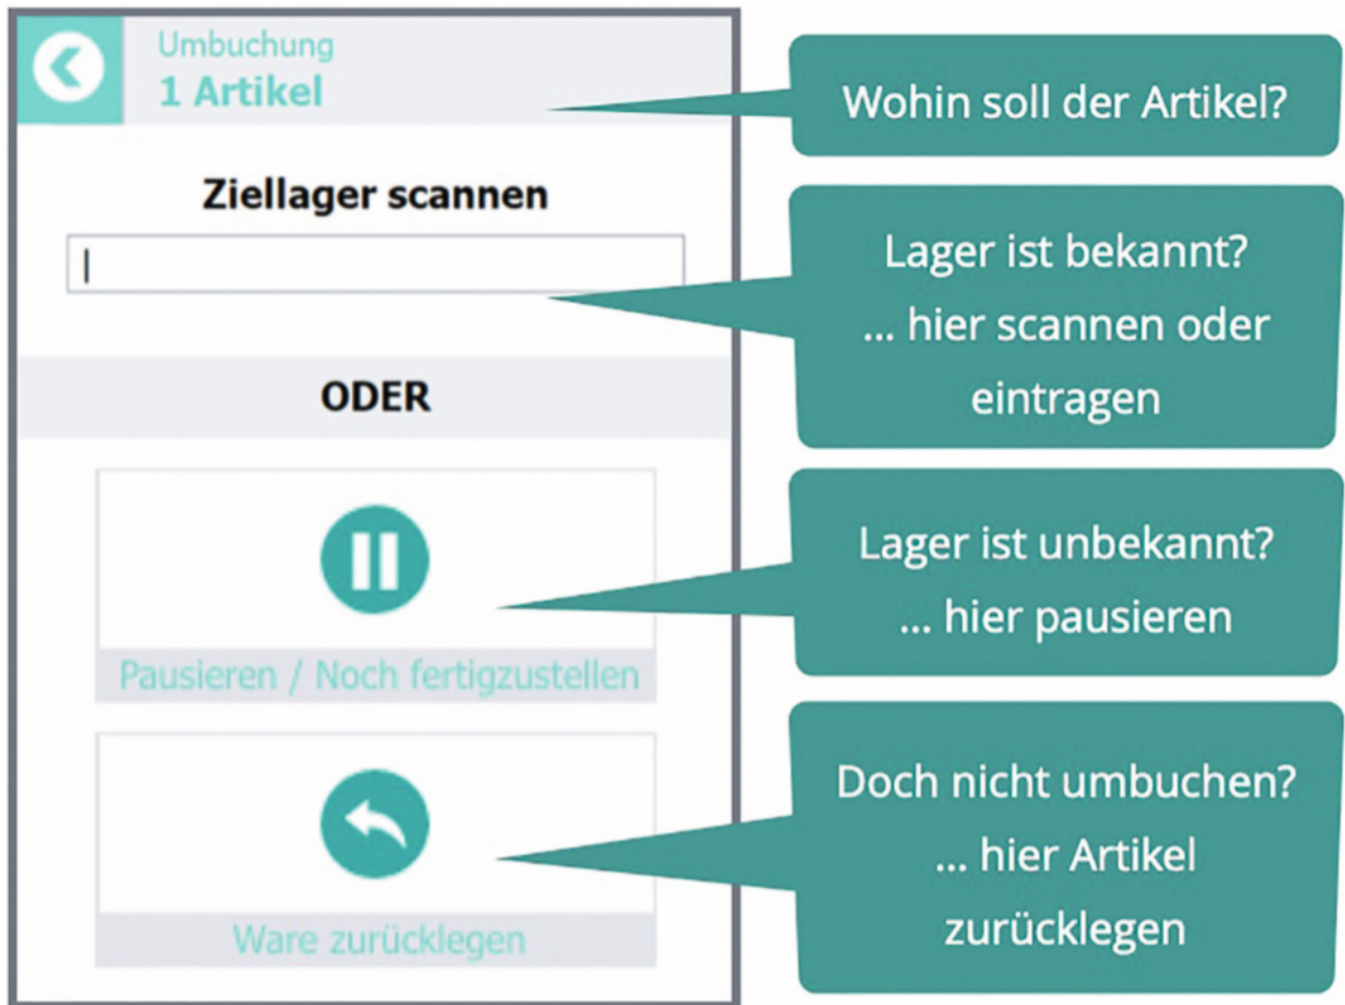 Umbuchung
1 Artikel
Wohin soll der Artikel?
Ziellager scannen
Lager ist bekannt?
... hier scannen oder
eintragen
ODER
Lager ist unbekannt?
... hier pausieren
Pausieren / Noch fertigzustellen
Doch nicht umbuchen?
... hier Artikel
zurücklegen
Ware zurücklegen